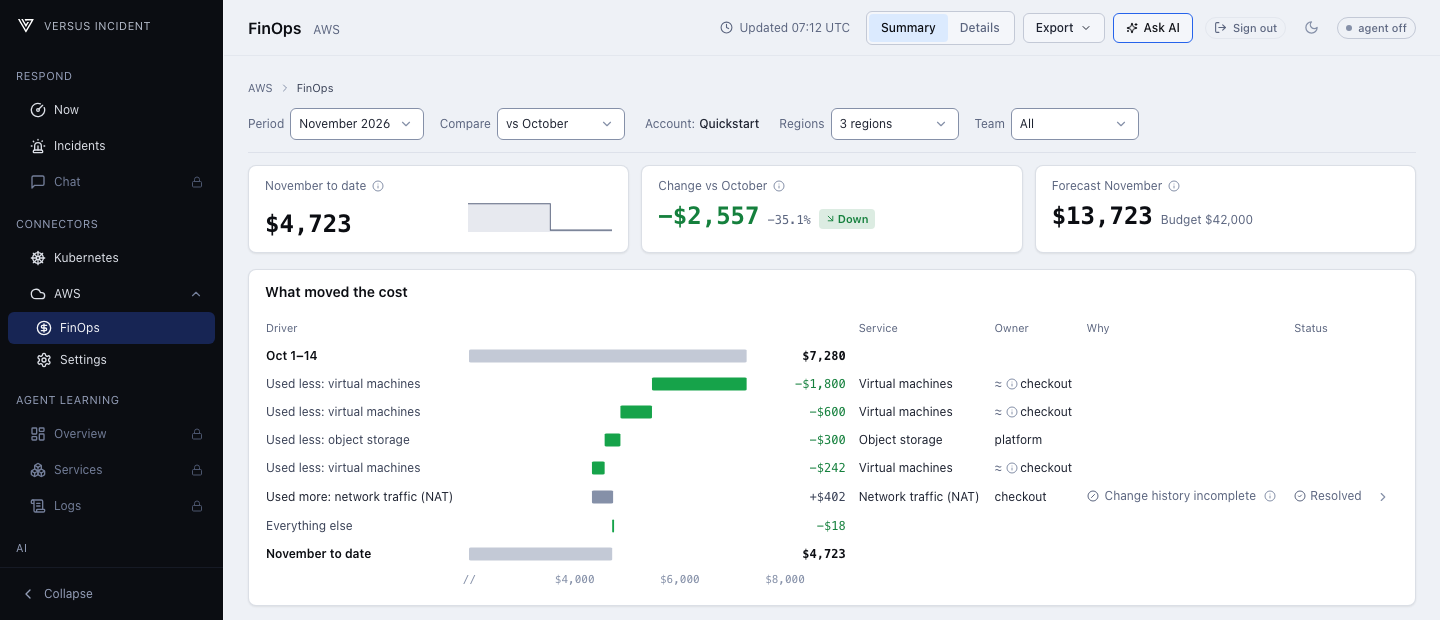 VERSUS INCIDENT
RESPOND
Now
Incidents
Chat
CONNECTORS
Kubernetes
AWS
FinOps
Settings
AGENT LEARNING
Overview
Services
Logs
AI
Collapse
FinOps AWS
Updated 07:12 UTC
Summary Details
Export
Ask AI
Sign out
agent off
AWS FinOps
Period November 2026 Compare vs October Account: Quickstart Regions 3 regions Team All
November to date
$4,723
Change vs October
−$2,557 −35.1% Down
Forecast November
$13,723 Budget $42,000
What moved the cost
Driver Service Owner Why Status
Oct 1–14 $7,280
Used less: virtual machines −$1,800 Virtual machines ≈ checkout
Used less: virtual machines −$600 Virtual machines ≈ checkout
Used less: object storage −$300 Object storage platform
Used less: virtual machines −$242 Virtual machines ≈ checkout
Used more: network traffic (NAT) +$402 Network traffic (NAT) checkout Change history incomplete Resolved
Everything else −$18
November to date $4,723
// $4,000 $6,000 $8,000